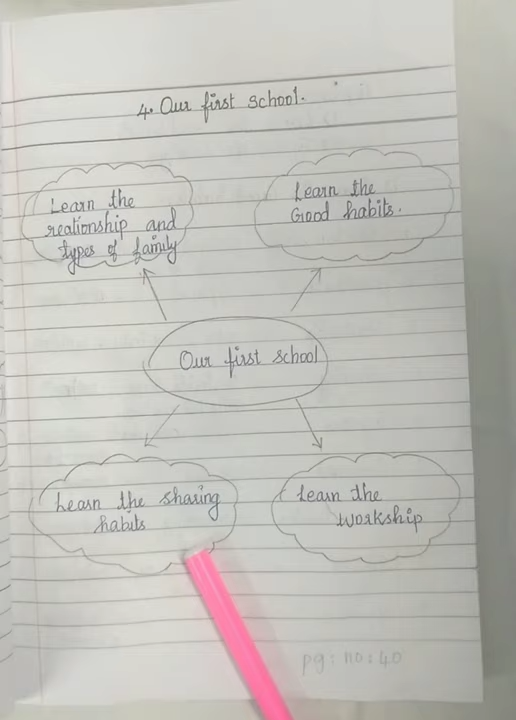 4. Our first school.
Learn the
reationship and
types of family
Learn the
Good habits.
Our first school
Learn the sharing
habits
Learn the
workship
pg: no: 40